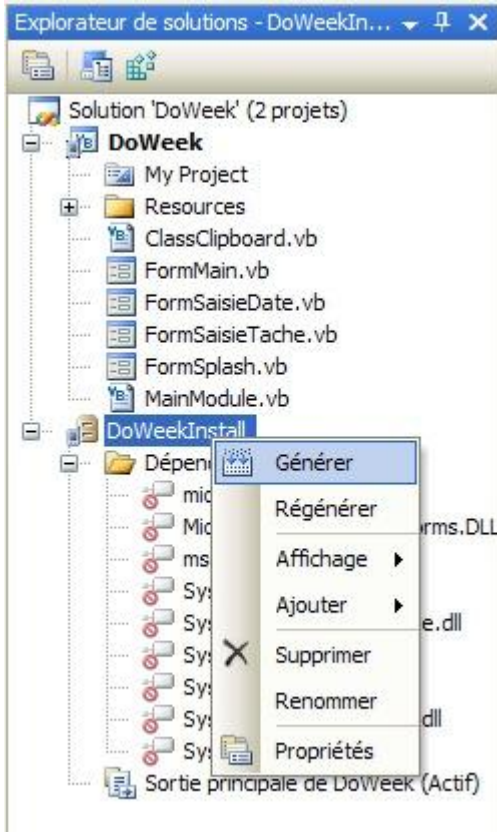 Explorateur de solutions - DoWeekIn...
Solution 'DoWeek' (2 projets)
DoWeek
My Project
Resources
ClassClipboard.vb
FormMain.vb
FormSaisieDate.vb
FormSaisieTache.vb
FormSplash.vb
MainModule.vb
DoWeekInstall
Générer
Régénérer
Affichage
Ajouter
Supprimer
Renommer
Propriétés
Sortie principale de DoWeek (Actif)